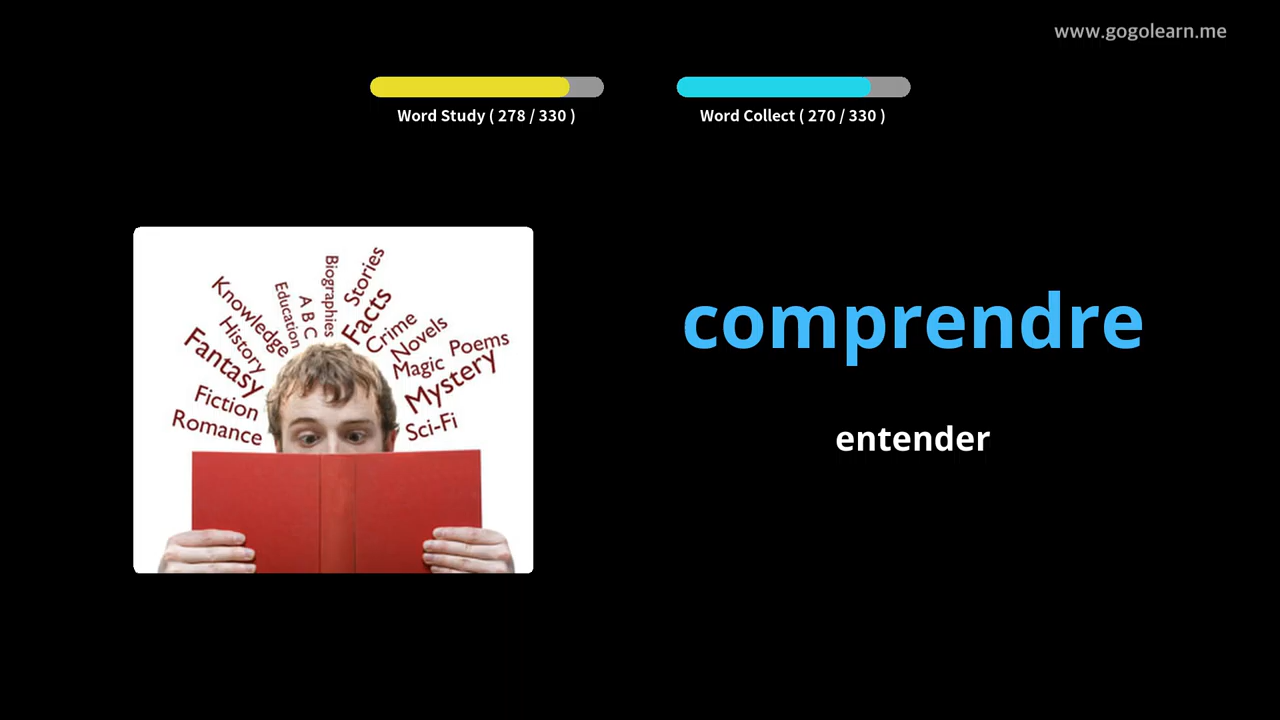 www.gogolearn.me
Word Study ( 278 / 330 )
Word Collect ( 270 / 330 )
Biographies
Stories
Education
A B C
Facts
Knowledge
Crime
History
Novels
Fantasy
Magic
Poems
Mystery
Fiction
Romance
Sci-Fi
comprendre
entender